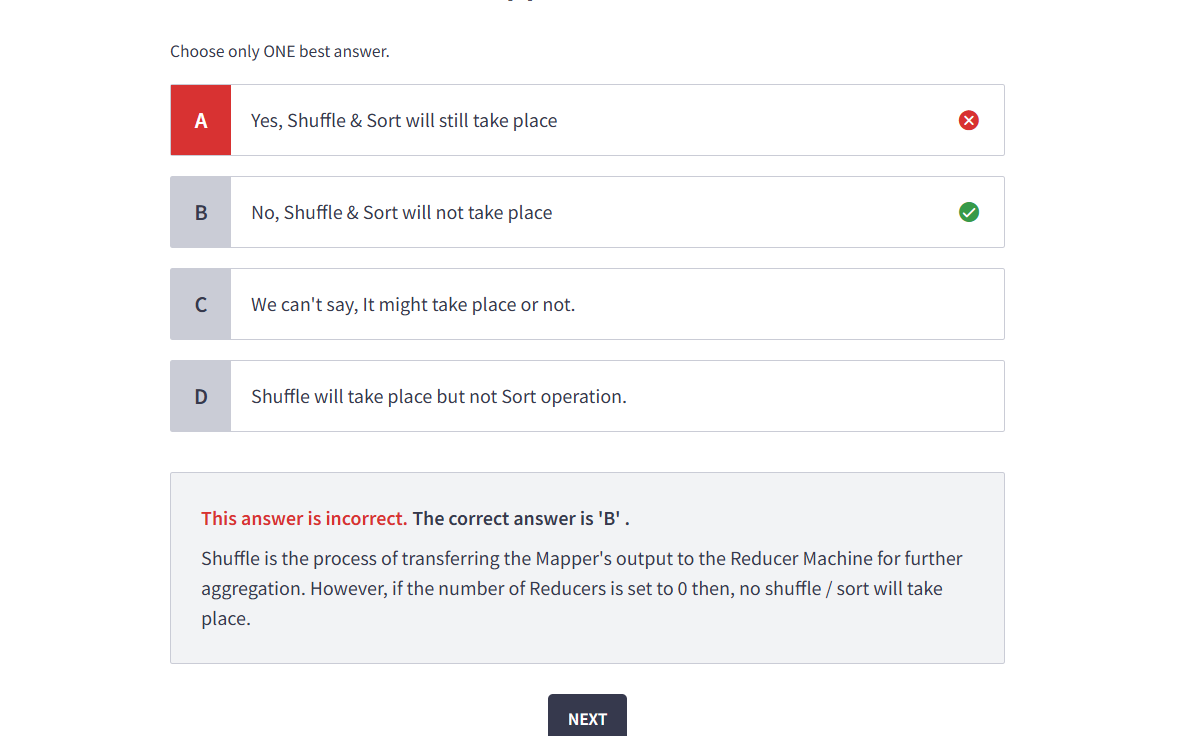 Choose only ONE best answer.
A
Yes, Shuffle & Sort will still take place
B
No, Shuffle & Sort will not take place
C
We can't say, It might take place or not.
D
Shuffle will take place but not Sort operation.
This answer is incorrect. The correct answer is 'B' .
Shuffle is the process of transferring the Mapper's output to the Reducer Machine for further
aggregation. However, if the number of Reducers is set to 0 then, no shuffle / sort will take
place.
NEXT